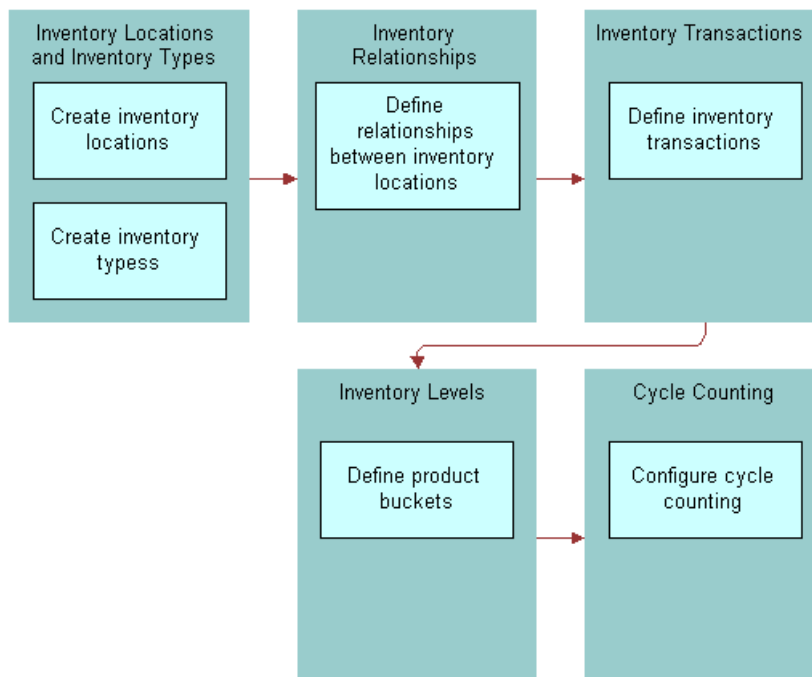 Inventory Locations
and Inventory Types
Create inventory
locations
Create inventory
typess
Inventory
Relationships
Define
relationships
between inventory
locations
Inventory Transactions
Define inventory
transactions
Inventory Levels
Define product
buckets
Cycle Counting
Configure cycle
counting